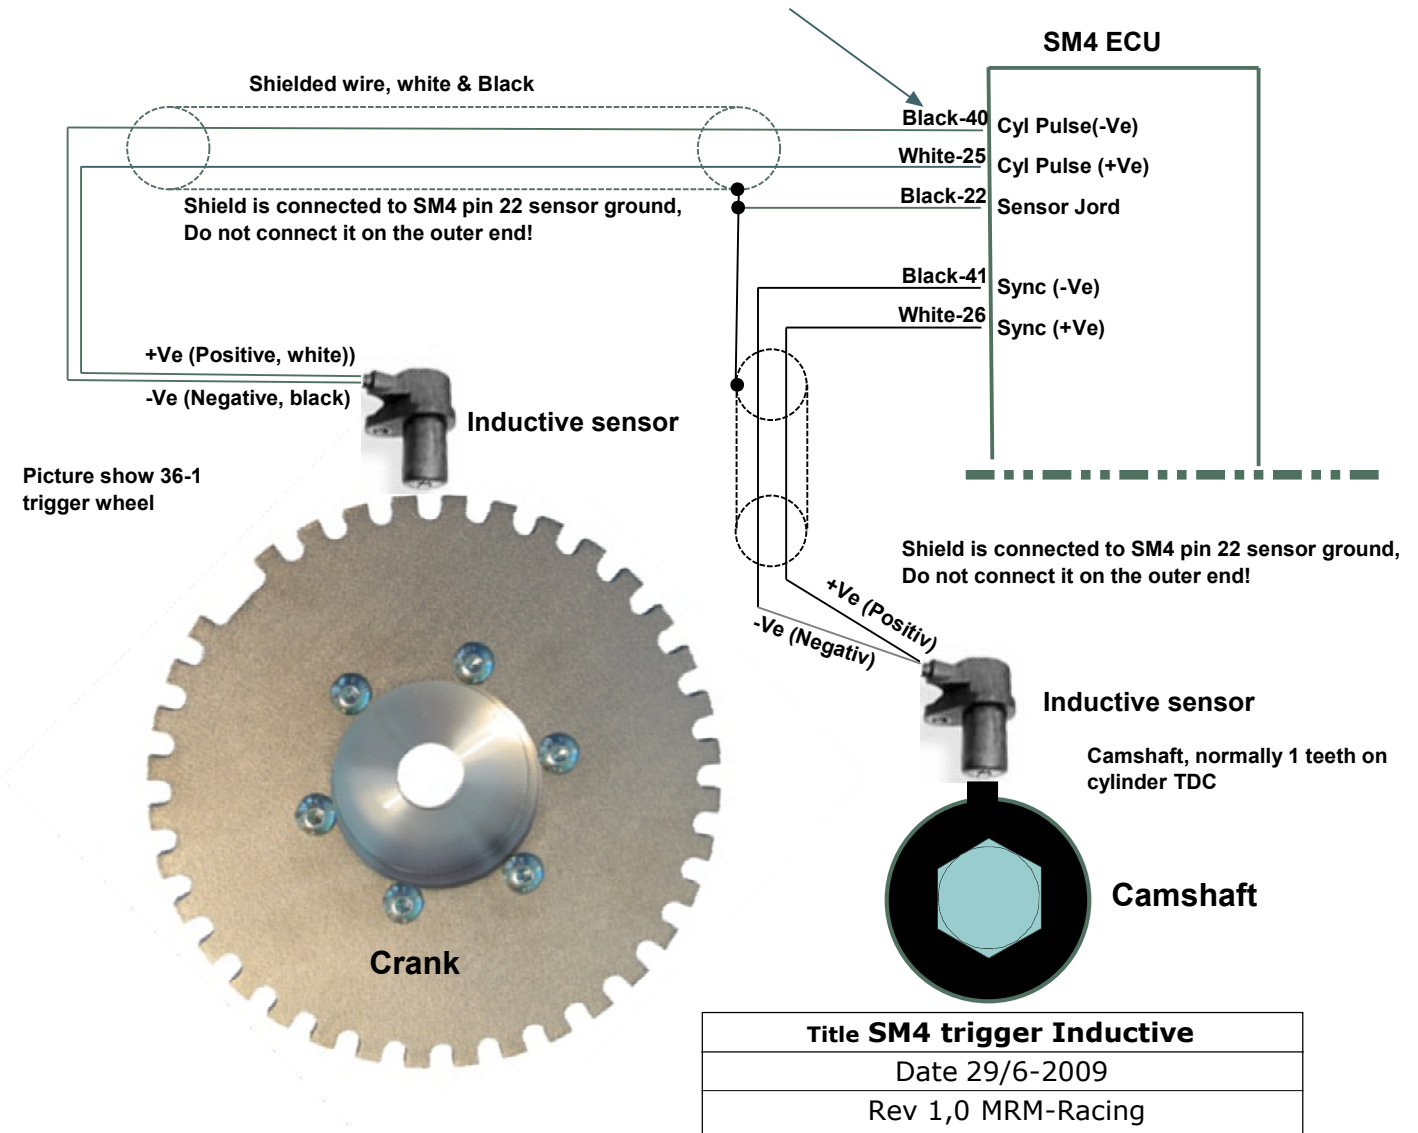 SM4 ECU
Shielded wire, white & Black
Black-40
Cyl Pulse(-Ve)
White-25
Cyl Pulse (+Ve)
Black-22
Sensor Jord
Shield is connected to SM4 pin 22 sensor ground,
Do not connect it on the outer end!
Black-41
Sync (-Ve)
White-26
Sync (+Ve)
+Ve (Positive, white))
-Ve (Negative, black)
Inductive sensor
Picture show 36-1
trigger wheel
Shield is connected to SM4 pin 22 sensor ground,
Do not connect it on the outer end!
+Ve (Positiv)
-Ve (Negativ)
Inductive sensor
Camshaft, normally 1 teeth on
cylinder TDC
Camshaft
Crank
Title SM4 trigger Inductive
Date 29/6-2009
Rev 1,0 MRM-Racing